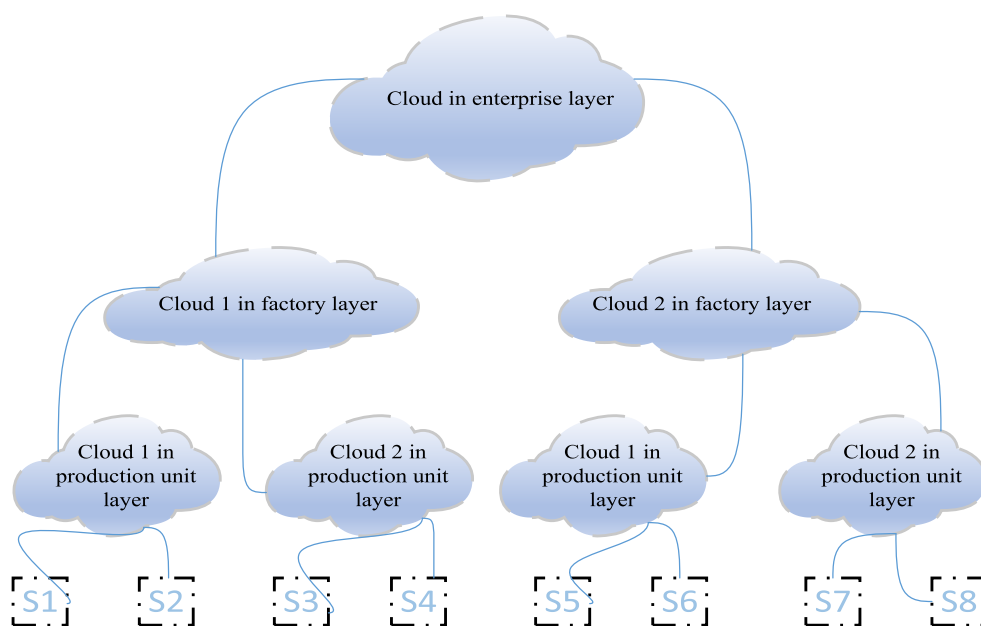 Cloud in enterprise layer
Cloud 1 in factory layer
Cloud 2 in factory layer
Cloud 1 in
production unit
layer
Cloud 2 in
production unit
layer
Cloud 1 in
production unit
layer
Cloud 2 in
production unit
layer
S1
S2
S3
S4
S5
S6
S7
S8